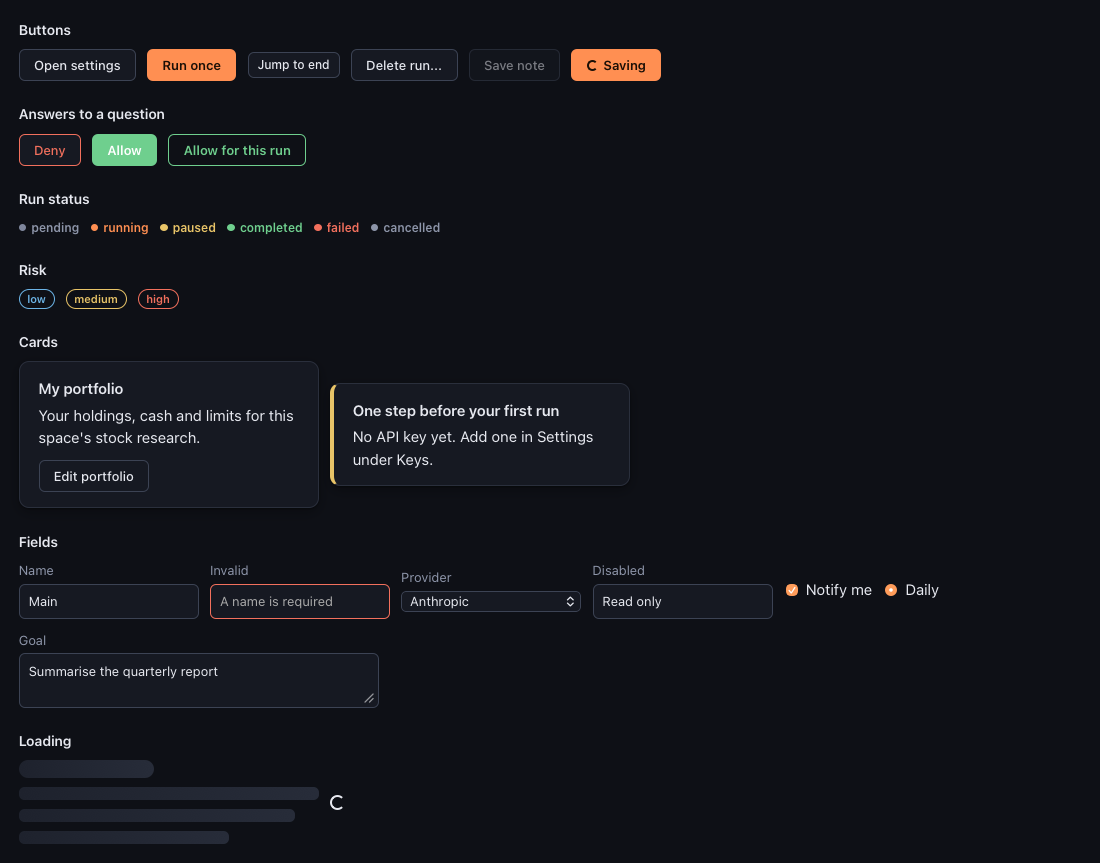 Buttons
Open settings
Run once
Jump to end
Delete run...
Save note
Saving
Answers to a question
Deny
Allow
Allow for this run
Run status
pending
running
paused
completed
failed
cancelled
Risk
low
medium
high
Cards
My portfolio
Your holdings, cash and limits for this
space's stock research.
Edit portfolio
One step before your first run
No API key yet. Add one in Settings
under Keys.
Fields
Name
Main
Invalid
A name is required
Provider
Anthropic
Disabled
Read only
Notify me
Daily
Goal
Summarise the quarterly report
Loading